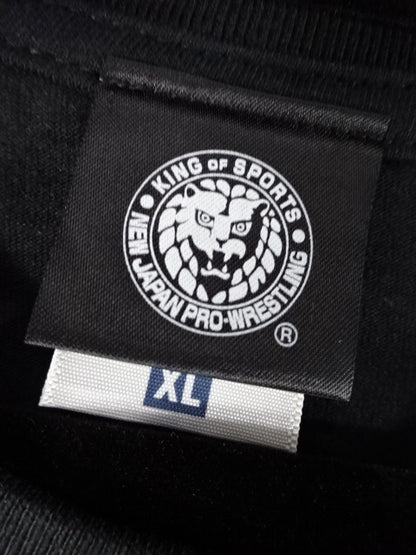 • KING OF SPORTS •
NEW JAPAN PRO-WRESTLING
®
XL